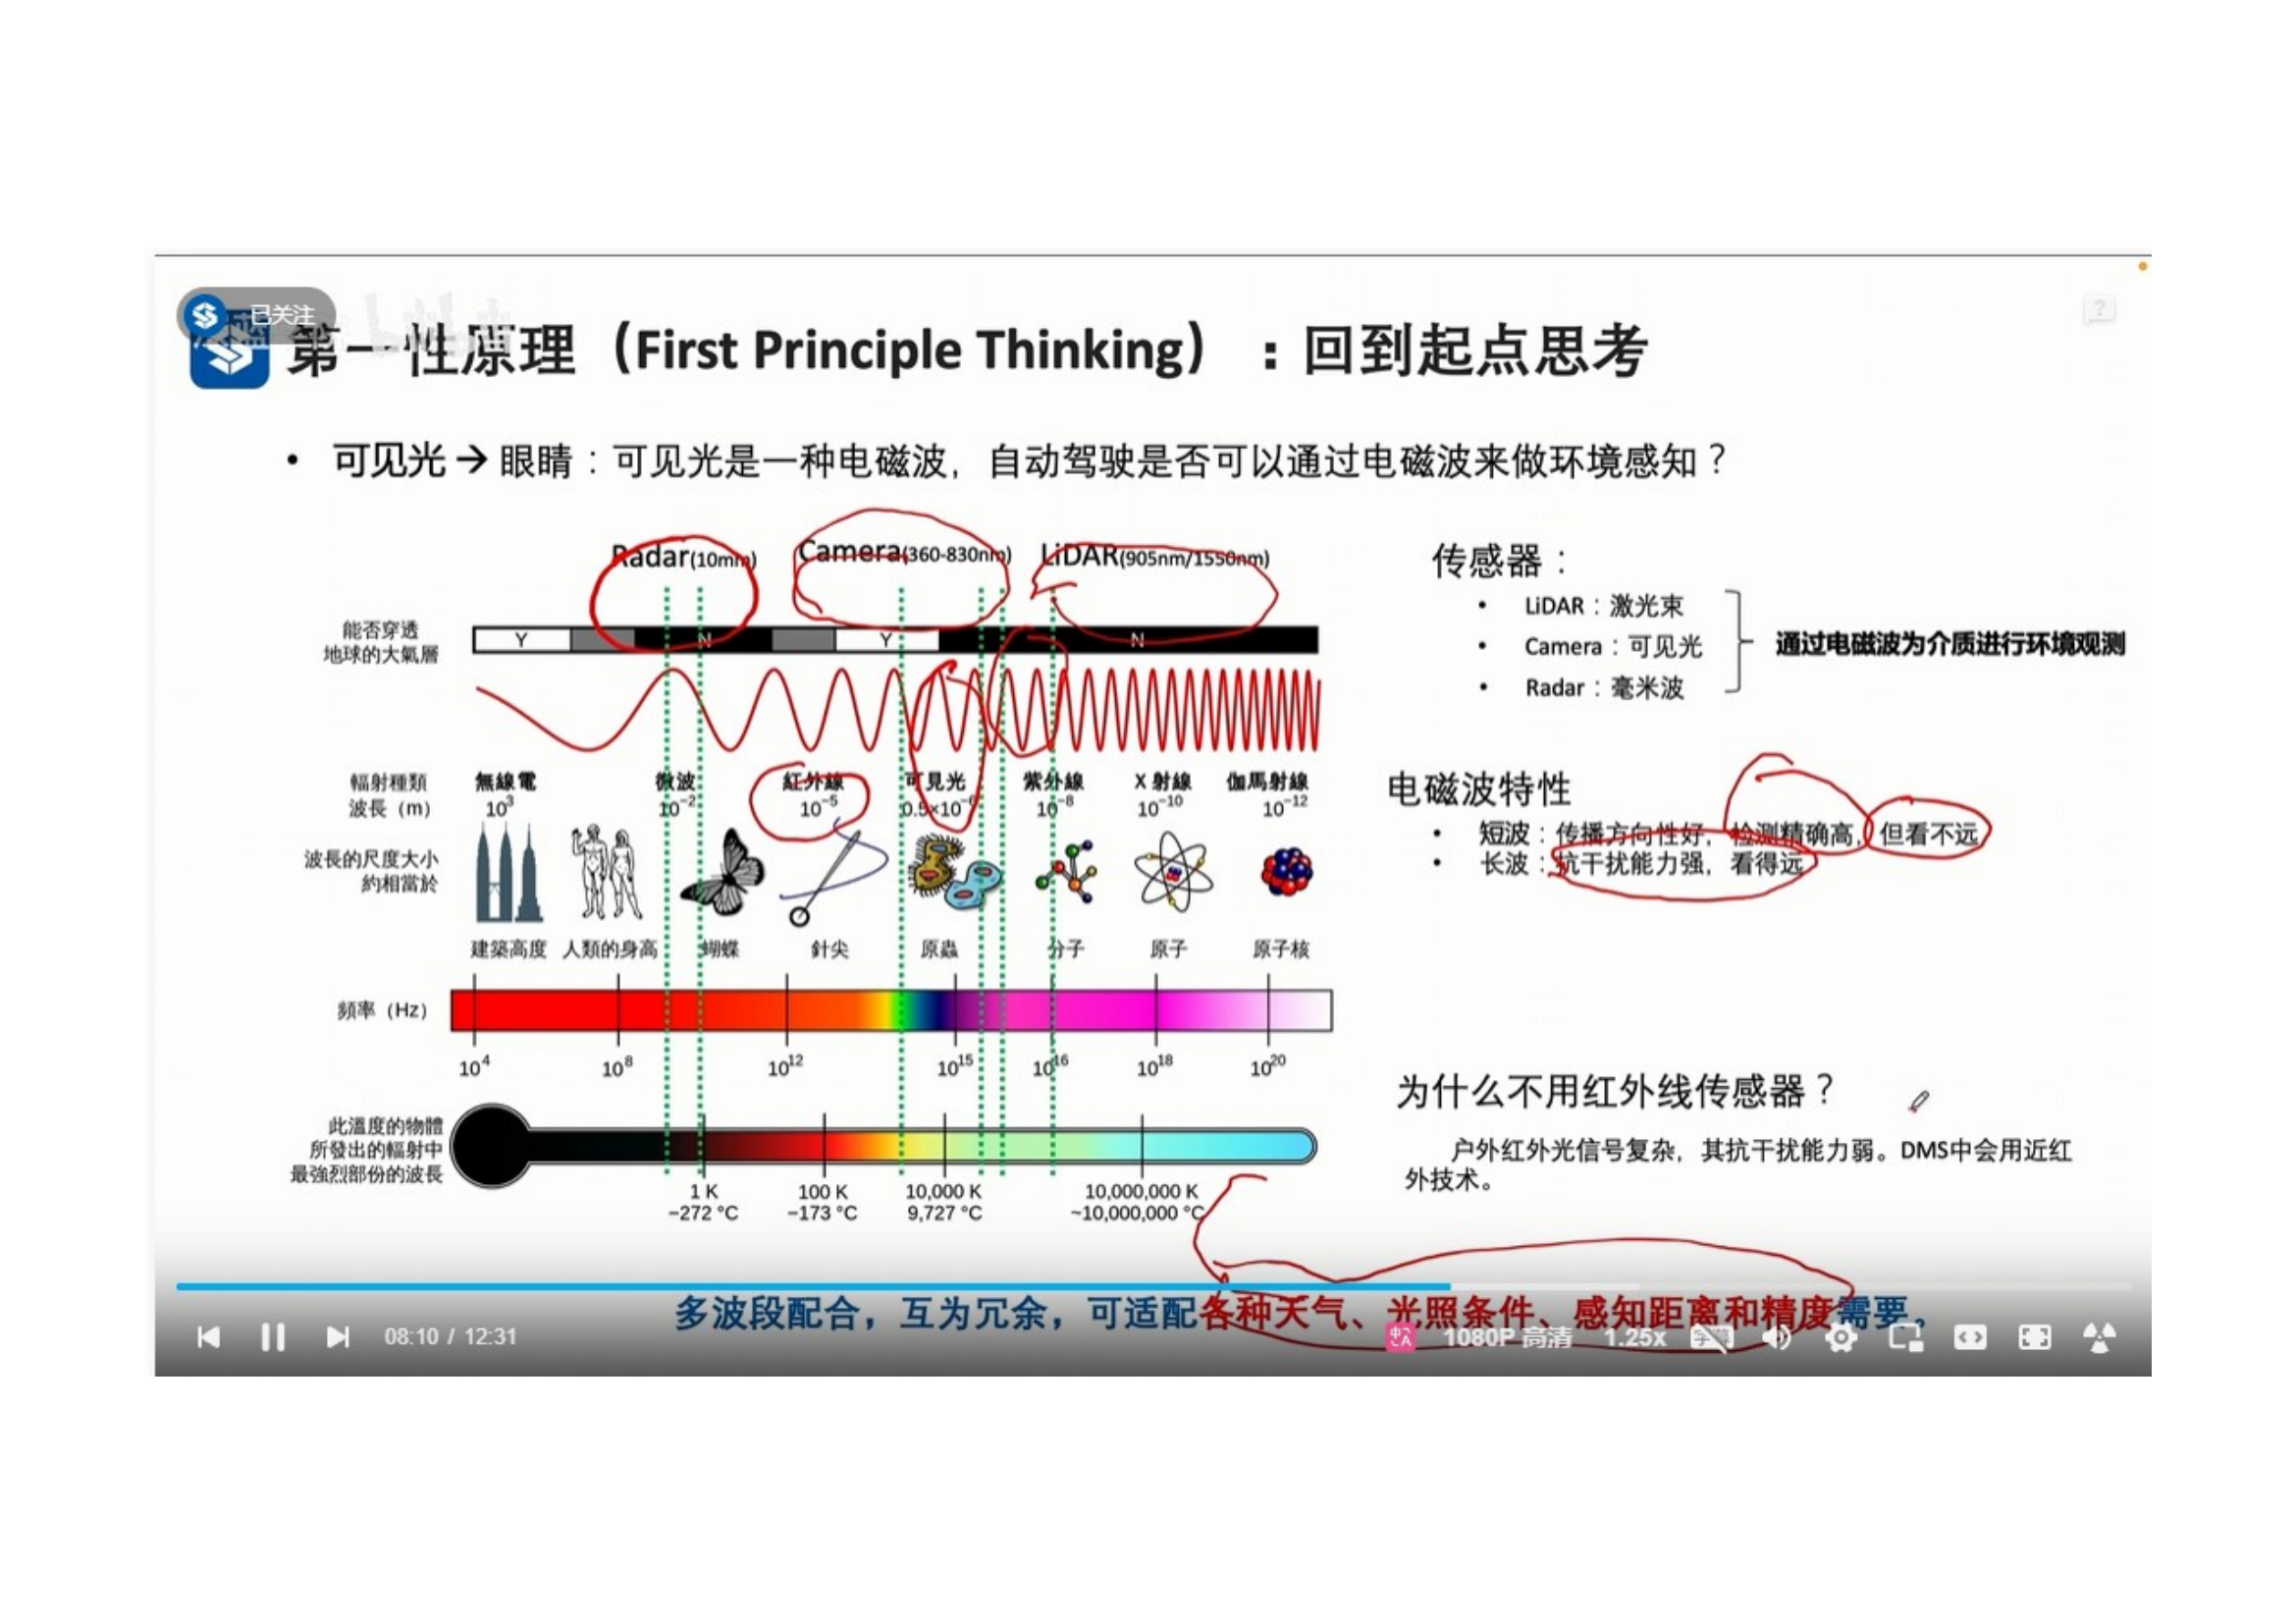 已关注
第一性原理（First Principle Thinking）：回到起点思考
• 可见光→眼睛：可见光是一种电磁波，自动驾驶是否可以通过电磁波来做环境感知？
Radar(10mm) Camera(360-830nm) LiDAR(905nm/1550nm)
能否穿透
地球的大氣層
Y N Y N
輻射種類
波長（m）
無線電 微波 紅外線 可見光 紫外線 X 射線 伽馬射線
10³ 10⁻² 10⁻⁵ 0.5×10⁻⁶ 10⁻⁸ 10⁻¹⁰ 10⁻¹²
波長的尺度大小
約相當於
建築高度 人類的身高 蝴蝶 針尖 原蟲 分子 原子 原子核
頻率（Hz）
10⁴ 10⁸ 10¹² 10¹⁵ 10¹⁶ 10¹⁸ 10²⁰
此溫度的物體
所發出的輻射中
最強烈部份的波長
1 K 100 K 10,000 K 10,000,000 K
−272 °C −173 °C 9,727 °C ~10,000,000 °C
传感器：
• LiDAR：激光束
• Camera：可见光
• Radar：毫米波
通过电磁波为介质进行环境观测
电磁波特性
• 短波：传播方向性好，检测精确高，但看不远
• 长波：抗干扰能力强，看得远
为什么不用红外线传感器？
户外红外光信号复杂，其抗干扰能力弱。DMS中会用近红
外技术。
多波段配合，互为冗余，可适配各种天气、光照条件、感知距离和精度需要。
08:10 / 12:31
中A 1080P 高清 1.25x 字幕